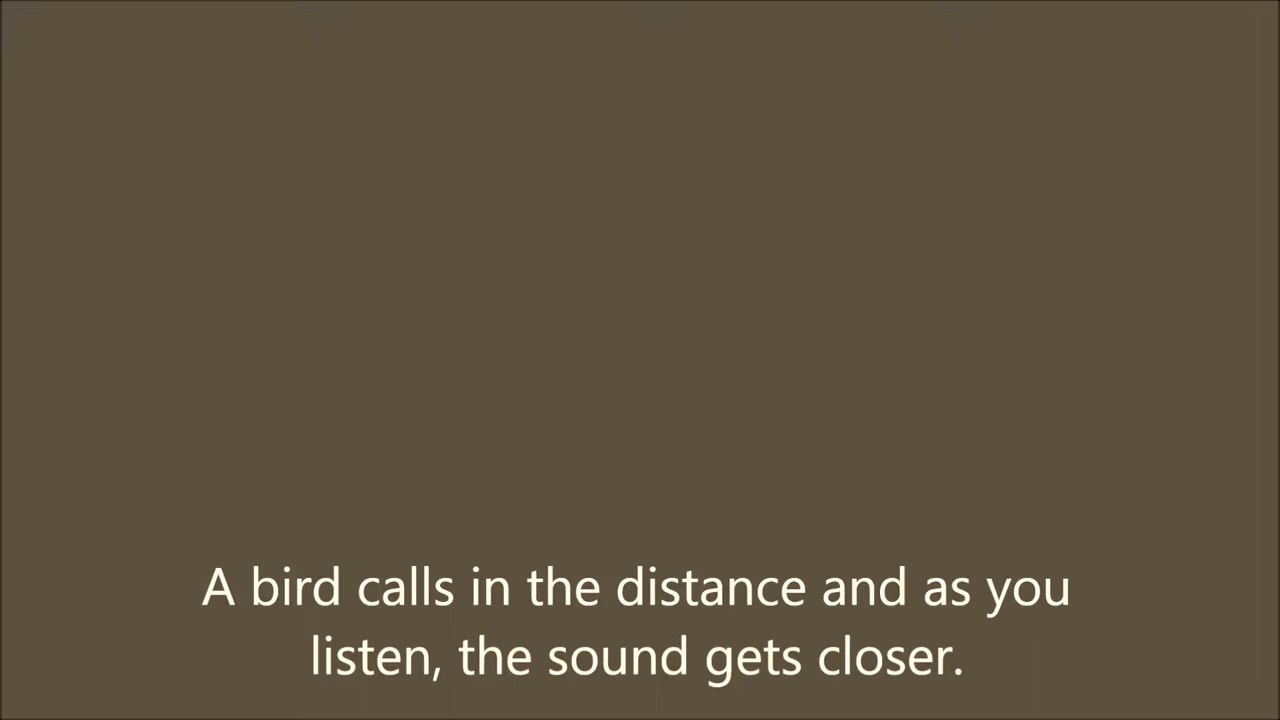 A bird calls in the distance and as you
listen, the sound gets closer.